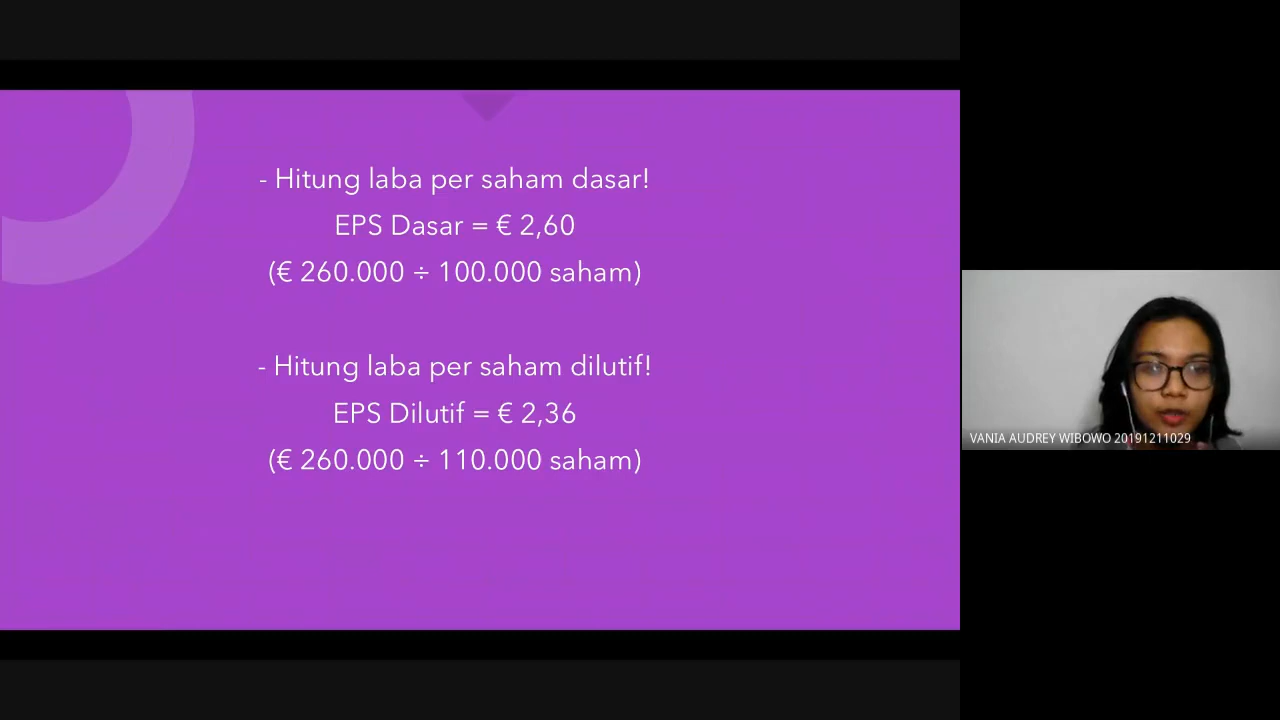 - Hitung laba per saham dasar!
EPS Dasar = € 2,60
(€ 260.000 ÷ 100.000 saham)
- Hitung laba per saham dilutif!
EPS Dilutif = € 2,36
(€ 260.000 ÷ 110.000 saham)
VANIA AUDREY WIBOWO 20191211029